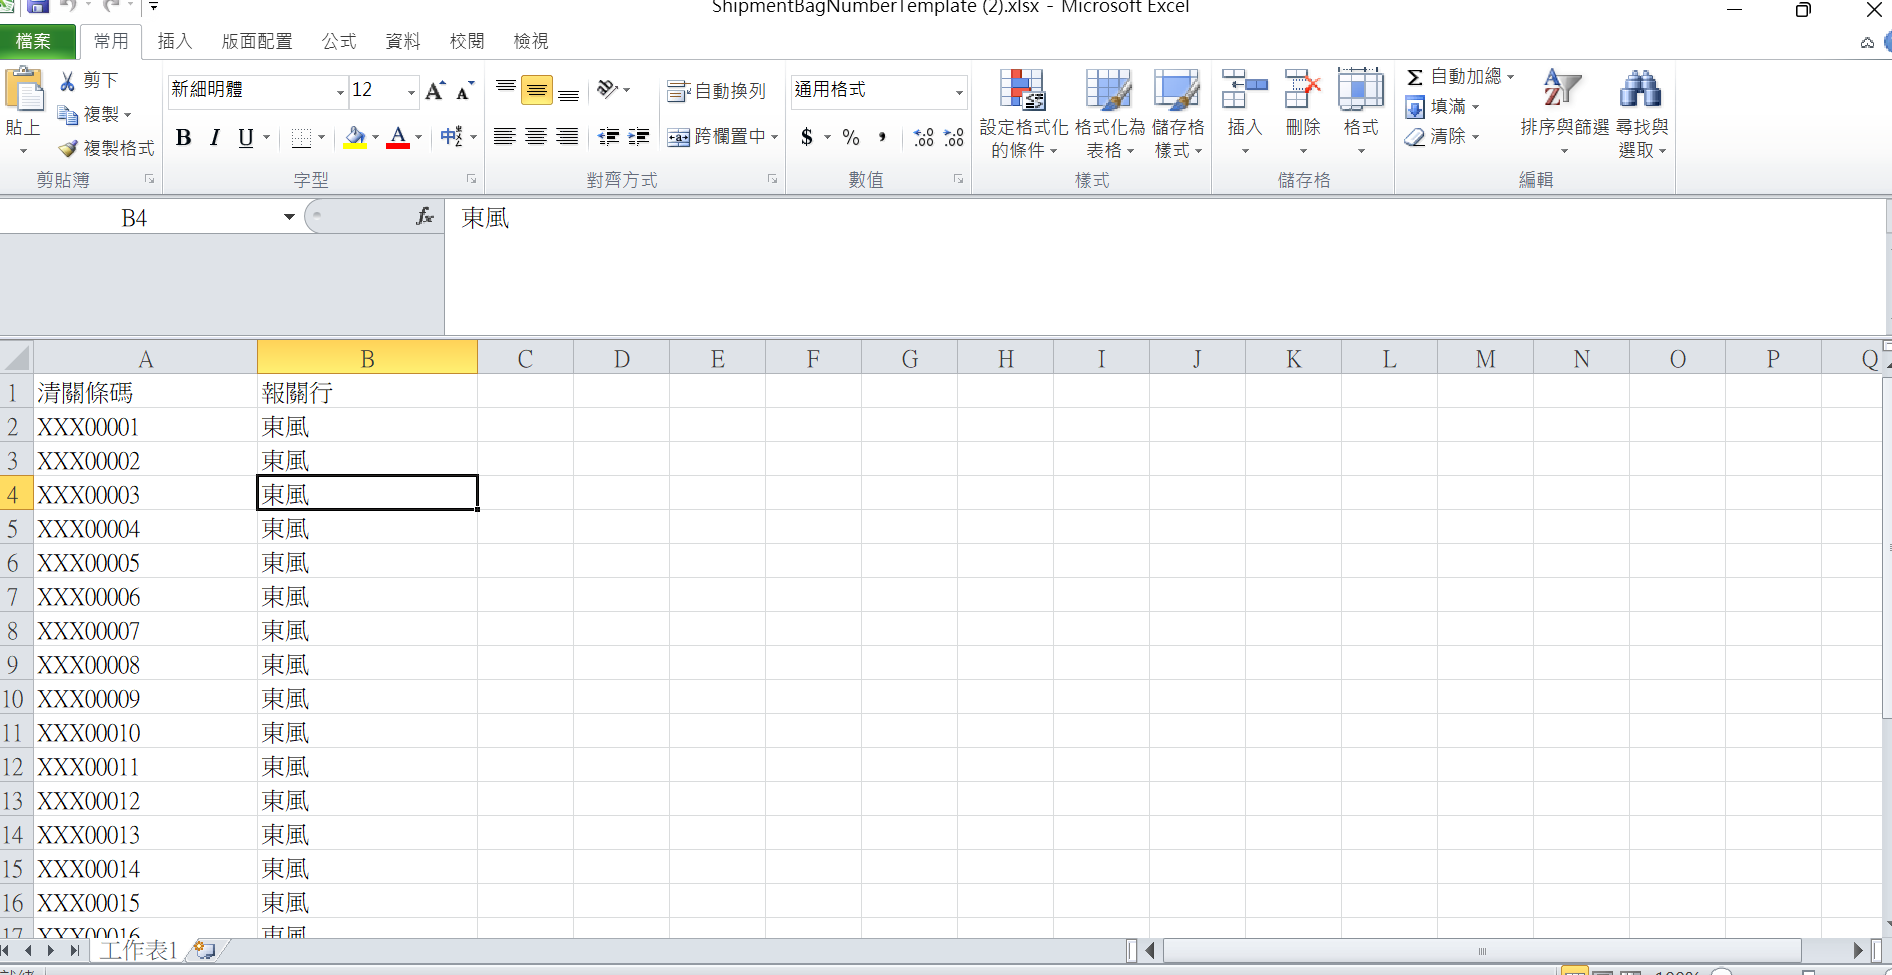 ShipmentBagNumberTemplate (2).xlsx - Microsoft Excel
檔案 常用 插入 版面配置 公式 資料 校閱 檢視
貼上 剪下 複製 複製格式 剪貼簿
新細明體 12 B I U A 中 字型
自動換列 跨欄置中 對齊方式
通用格式 $ % , .00 .00 數值
設定格式化的條件 格式化為表格 儲存格樣式 樣式
插入 刪除 格式 儲存格
Σ 自動加總 填滿 清除 排序與篩選 尋找與選取 編輯
B4 fx 東風
A B C D E F G H I J K L M N O P Q
1 清關條碼 報關行
2 XXX00001 東風
3 XXX00002 東風
4 XXX00003 東風
5 XXX00004 東風
6 XXX00005 東風
7 XXX00006 東風
8 XXX00007 東風
9 XXX00008 東風
10 XXX00009 東風
11 XXX00010 東風
12 XXX00011 東風
13 XXX00012 東風
14 XXX00013 東風
15 XXX00014 東風
16 XXX00015 東風
17 XXX00016 東風
工作表1
100%